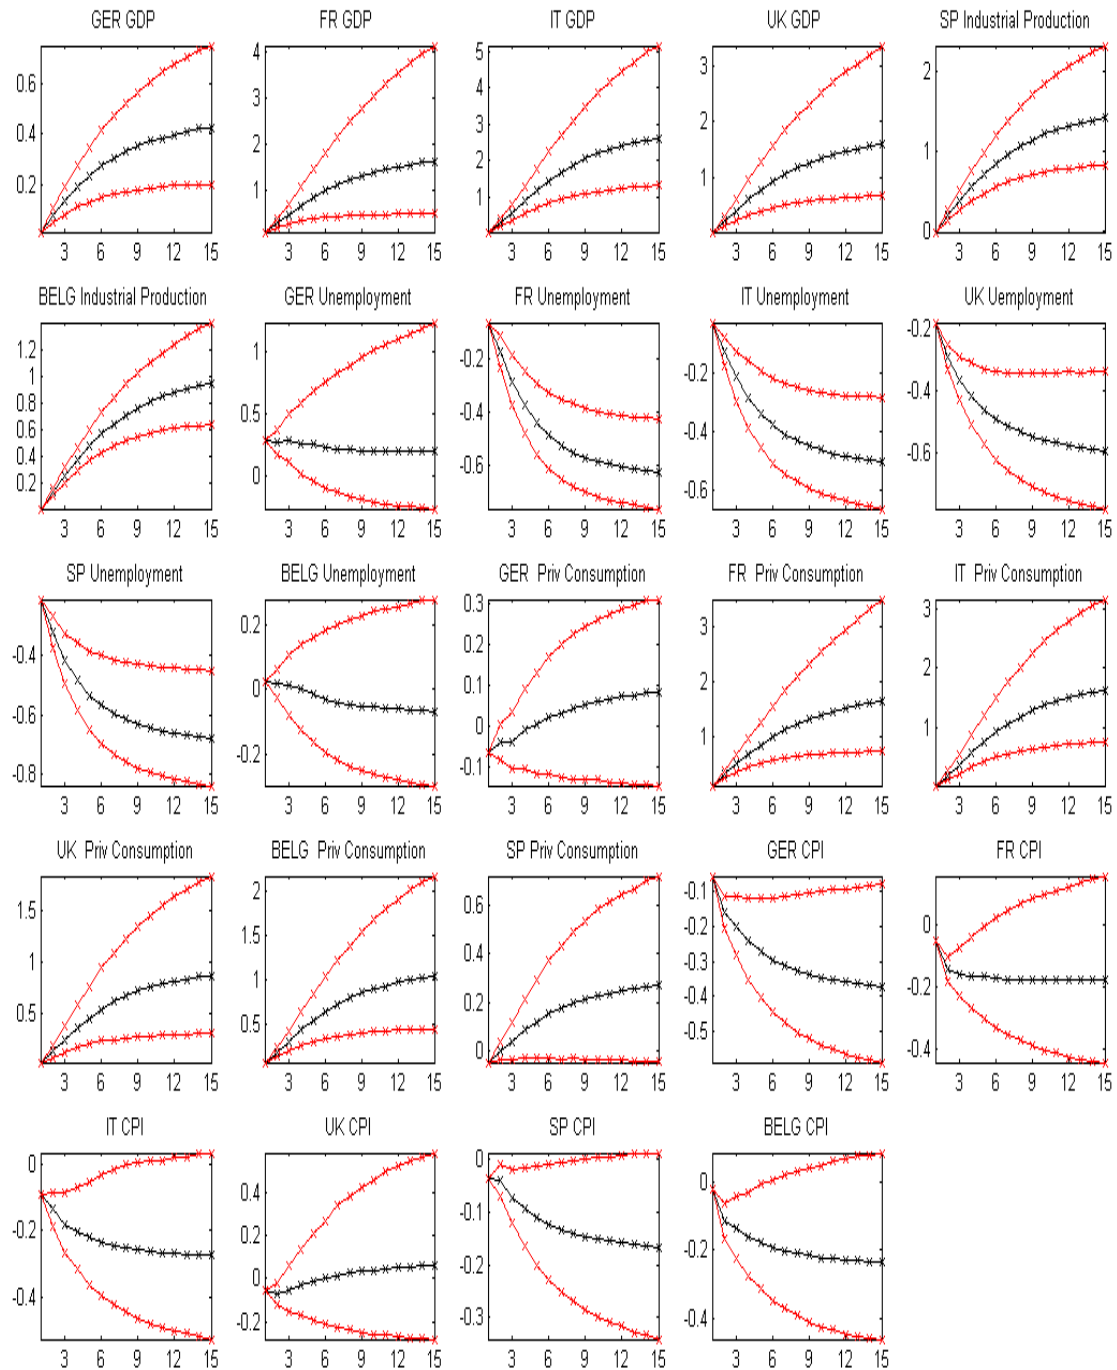 GER GDP FR GDP IT GDP UK GDP SP Industrial Production
0.6 4 5 3 2
0.4 3 4 2 1
0.2 2 3 1 0
1 2
1
3 6 9 12 15 3 6 9 12 15 3 6 9 12 15 3 6 9 12 15 3 6 9 12 15
BELG Industrial Production GER Unemployment FR Unemployment IT Unemployment UK Uemployment
1.2 1 -0.2 -0.2 -0.2
1 0.5 -0.4 -0.4 -0.4
0.8 0 -0.6 -0.6 -0.6
0.6
0.4
0.2
3 6 9 12 15 3 6 9 12 15 3 6 9 12 15 3 6 9 12 15 3 6 9 12 15
SP Unemployment BELG Unemployment GER Priv Consumption FR Priv Consumption IT Priv Consumption
-0.4 0.2 0.3 3 3
-0.6 0 0.2 2 2
-0.8 -0.2 0.1 1 1
0
-0.1
3 6 9 12 15 3 6 9 12 15 3 6 9 12 15 3 6 9 12 15 3 6 9 12 15
UK Priv Consumption BELG Priv Consumption SP Priv Consumption GER CPI FR CPI
1.5 2 0.6 -0.1 0
1 1.5 0.4 -0.2 -0.2
0.5 1 0.2 -0.3 -0.4
0.5 0 -0.4
-0.5
3 6 9 12 15 3 6 9 12 15 3 6 9 12 15 3 6 9 12 15 3 6 9 12 15
IT CPI UK CPI SP CPI BELG CPI
0 0.4 0 0
-0.2 0.2 -0.1 -0.2
-0.4 0 -0.2 -0.4
-0.2 -0.3
3 6 9 12 15 3 6 9 12 15 3 6 9 12 15 3 6 9 12 15